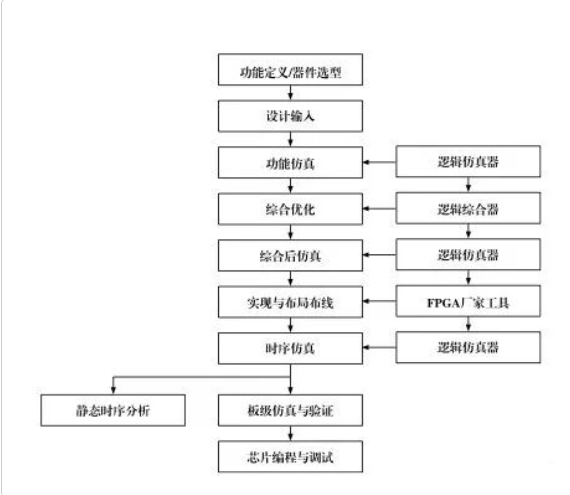 功能定义/器件选型
设计输入
功能仿真
逻辑仿真器
综合优化
逻辑综合器
综合后仿真
逻辑仿真器
实现与布局布线
FPGA厂家工具
时序仿真
逻辑仿真器
静态时序分析
板级仿真与验证
芯片编程与调试